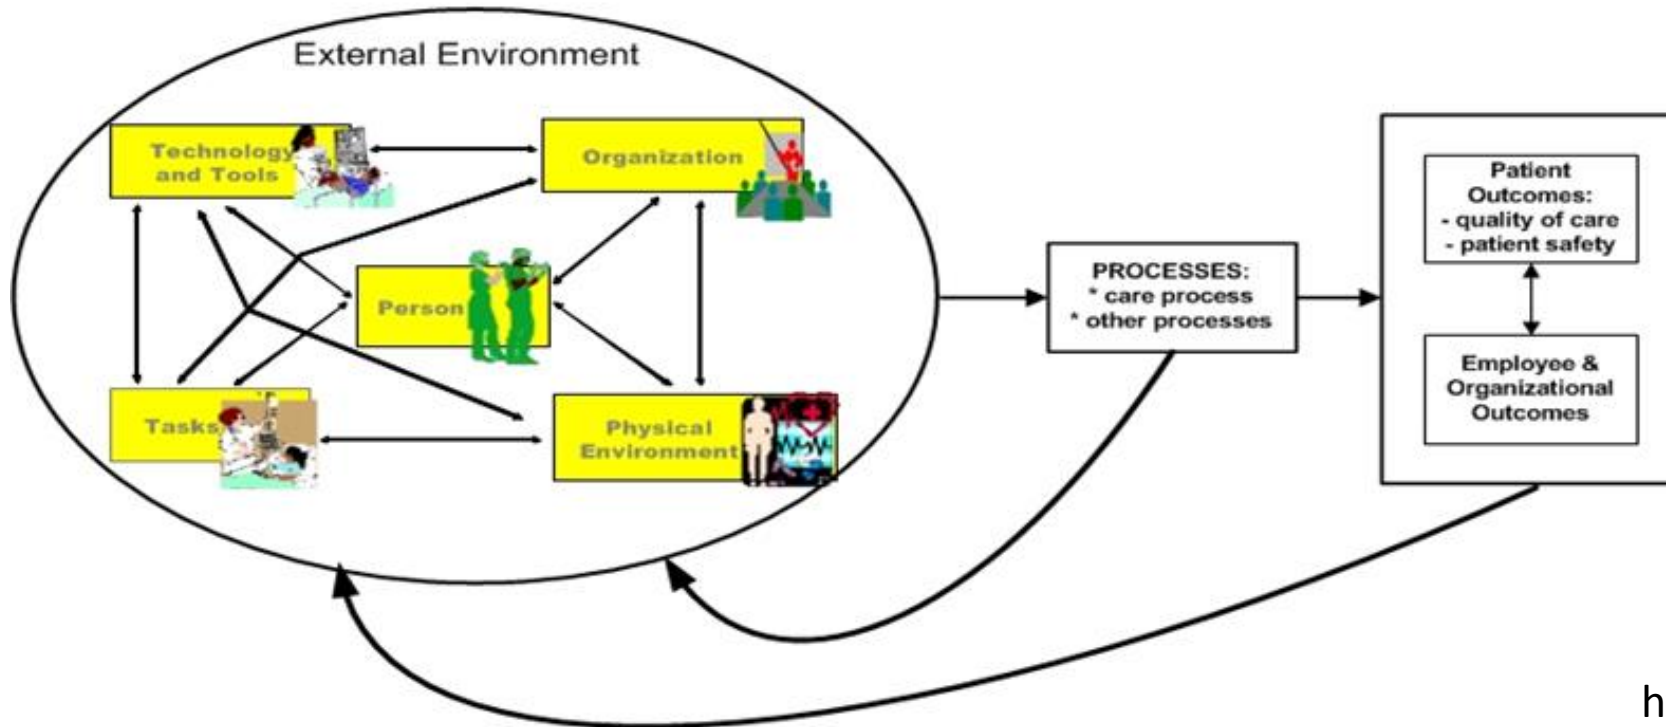 External Environment
Technology
and Tools
Organization
Person
Tasks
Physical
Environment
PROCESSES:
* care process
* other processes
Patient
Outcomes:
- quality of care
- patient safety
Employee &
Organizational
Outcomes
h